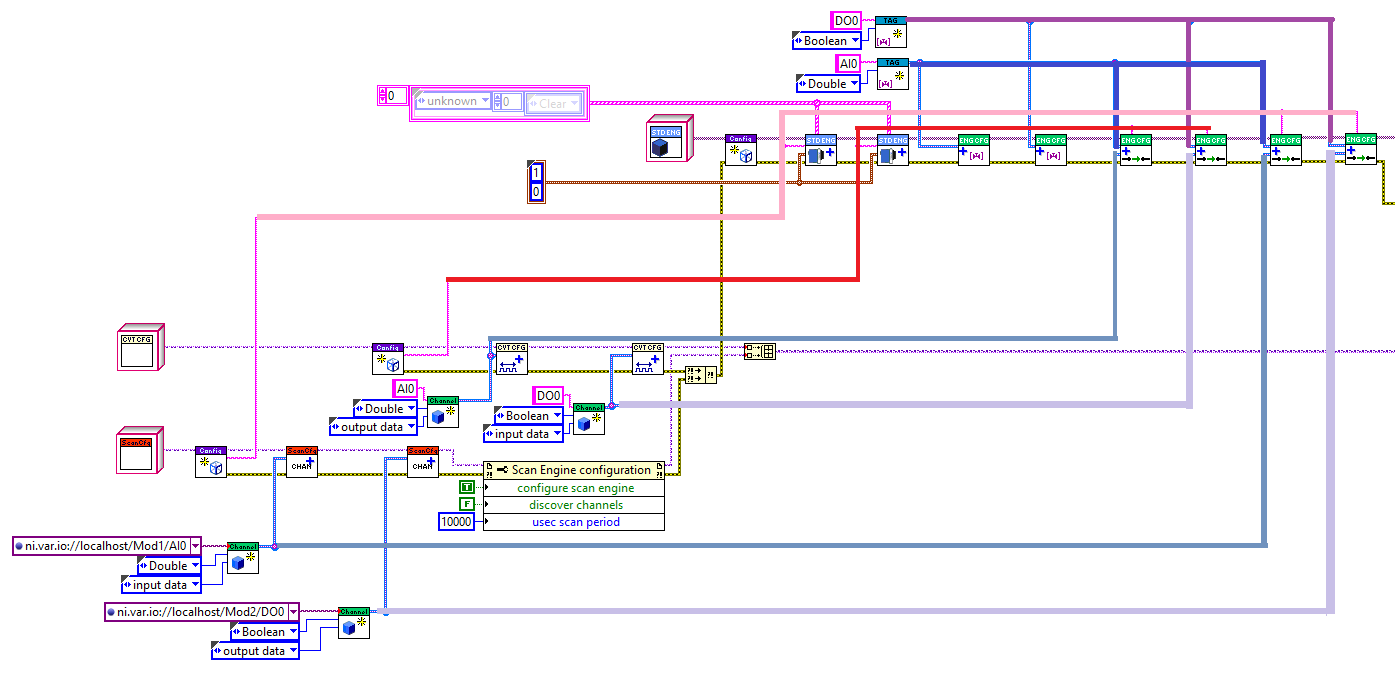 DO0
TAG
Boolean
AI0
TAG
Double
0
unknown
0
Clear
STD ENG
Config
STD ENG
STD ENG
ENG CFG
ENG CFG
ENG CFG
ENG CFG
ENG CFG
ENG CFG
1
0
CVT CFG
Config
CVT CFG
CVT CFG
AI0
Channel
Double
output data
DO0
Channel
Boolean
input data
ScanCfg
Config
ScanCfg
CHAN
ScanCfg
CHAN
Scan Engine configuration
T
configure scan engine
F
discover channels
10000
usec scan period
ni.var.io://localhost/Mod1/AI0
Channel
Double
input data
ni.var.io://localhost/Mod2/DO0
Channel
Boolean
output data